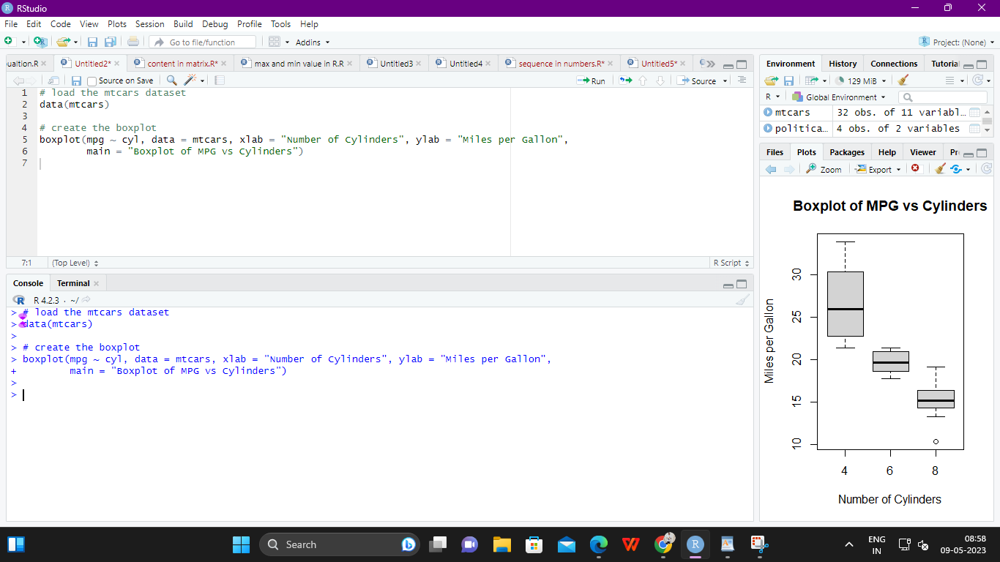 RStudio
File Edit Code View Plots Session Build Debug Profile Tools Help
Go to file/function Addins Project: (None)
ualtion.R Untitled2* content in matrix.R* max and min value in R.R Untitled3 Untitled4 sequence in numbers.R* Untitled5*
Source on Save Run Source
1 # load the mtcars dataset
2 data(mtcars)
3
4 # create the boxplot
5 boxplot(mpg ~ cyl, data = mtcars, xlab = "Number of Cylinders", ylab = "Miles per Gallon",
6 main = "Boxplot of MPG vs Cylinders")
7
7:1 (Top Level) R Script
Console Terminal
R 4.2.3 · ~/
> # load the mtcars dataset
> data(mtcars)
>
> # create the boxplot
> boxplot(mpg ~ cyl, data = mtcars, xlab = "Number of Cylinders", ylab = "Miles per Gallon",
+ main = "Boxplot of MPG vs Cylinders")
>
>
Environment History Connections Tutoria
129 MiB
R Global Environment
mtcars 32 obs. of 11 variabl…
politica… 4 obs. of 2 variables
Files Plots Packages Help Viewer Pr
Zoom Export
Boxplot of MPG vs Cylinders
Miles per Gallon
30
25
20
15
10
4 6 8
Number of Cylinders
Search
ENG
IN
08:58
09-05-2023